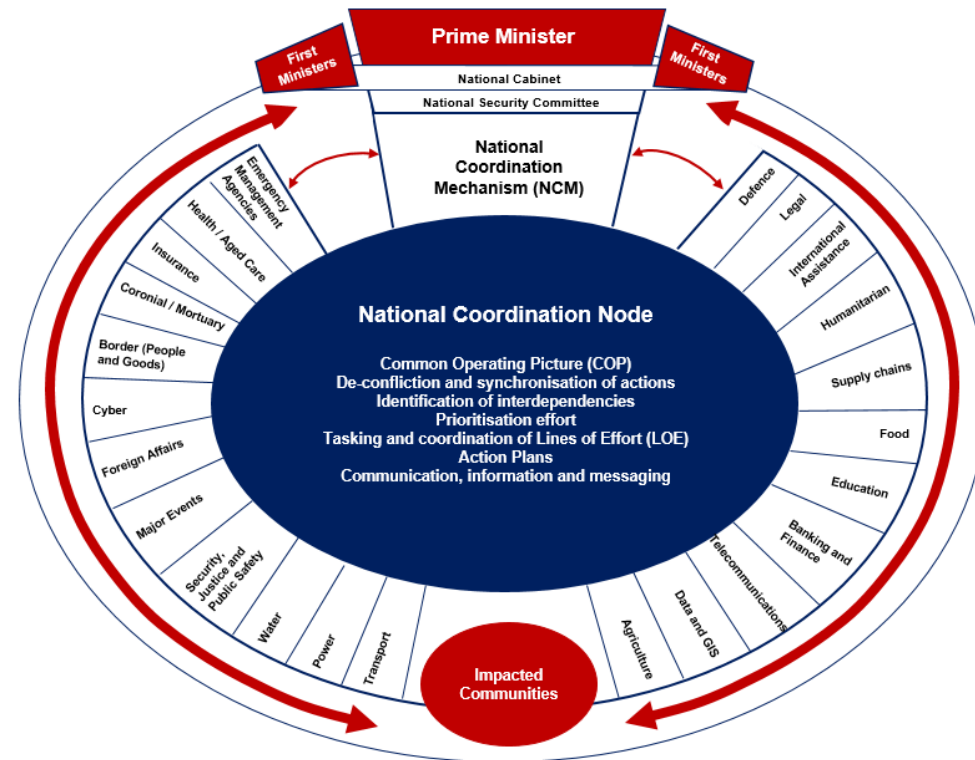 Prime Minister
First
Ministers
First
Ministers
National Cabinet
National Security Committee
National
Coordination
Mechanism (NCM)
Emergency
Management
Agencies
Health / Aged Care
Insurance
Coronial / Mortuary
Border (People
and Goods)
Cyber
Foreign Affairs
Major Events
Security,
Justice and
Public Safety
Water
Power
Transport
National Coordination Node
Common Operating Picture (COP)
De-confliction and synchronisation of actions
Identification of interdependencies
Prioritisation effort
Tasking and coordination of Lines of Effort (LOE)
Action Plans
Communication, information and messaging
Defence
Legal
International
Assistance
Humanitarian
Supply chains
Food
Education
Banking and
Finance
Telecommunications
Data and GIS
Agriculture
Impacted
Communities